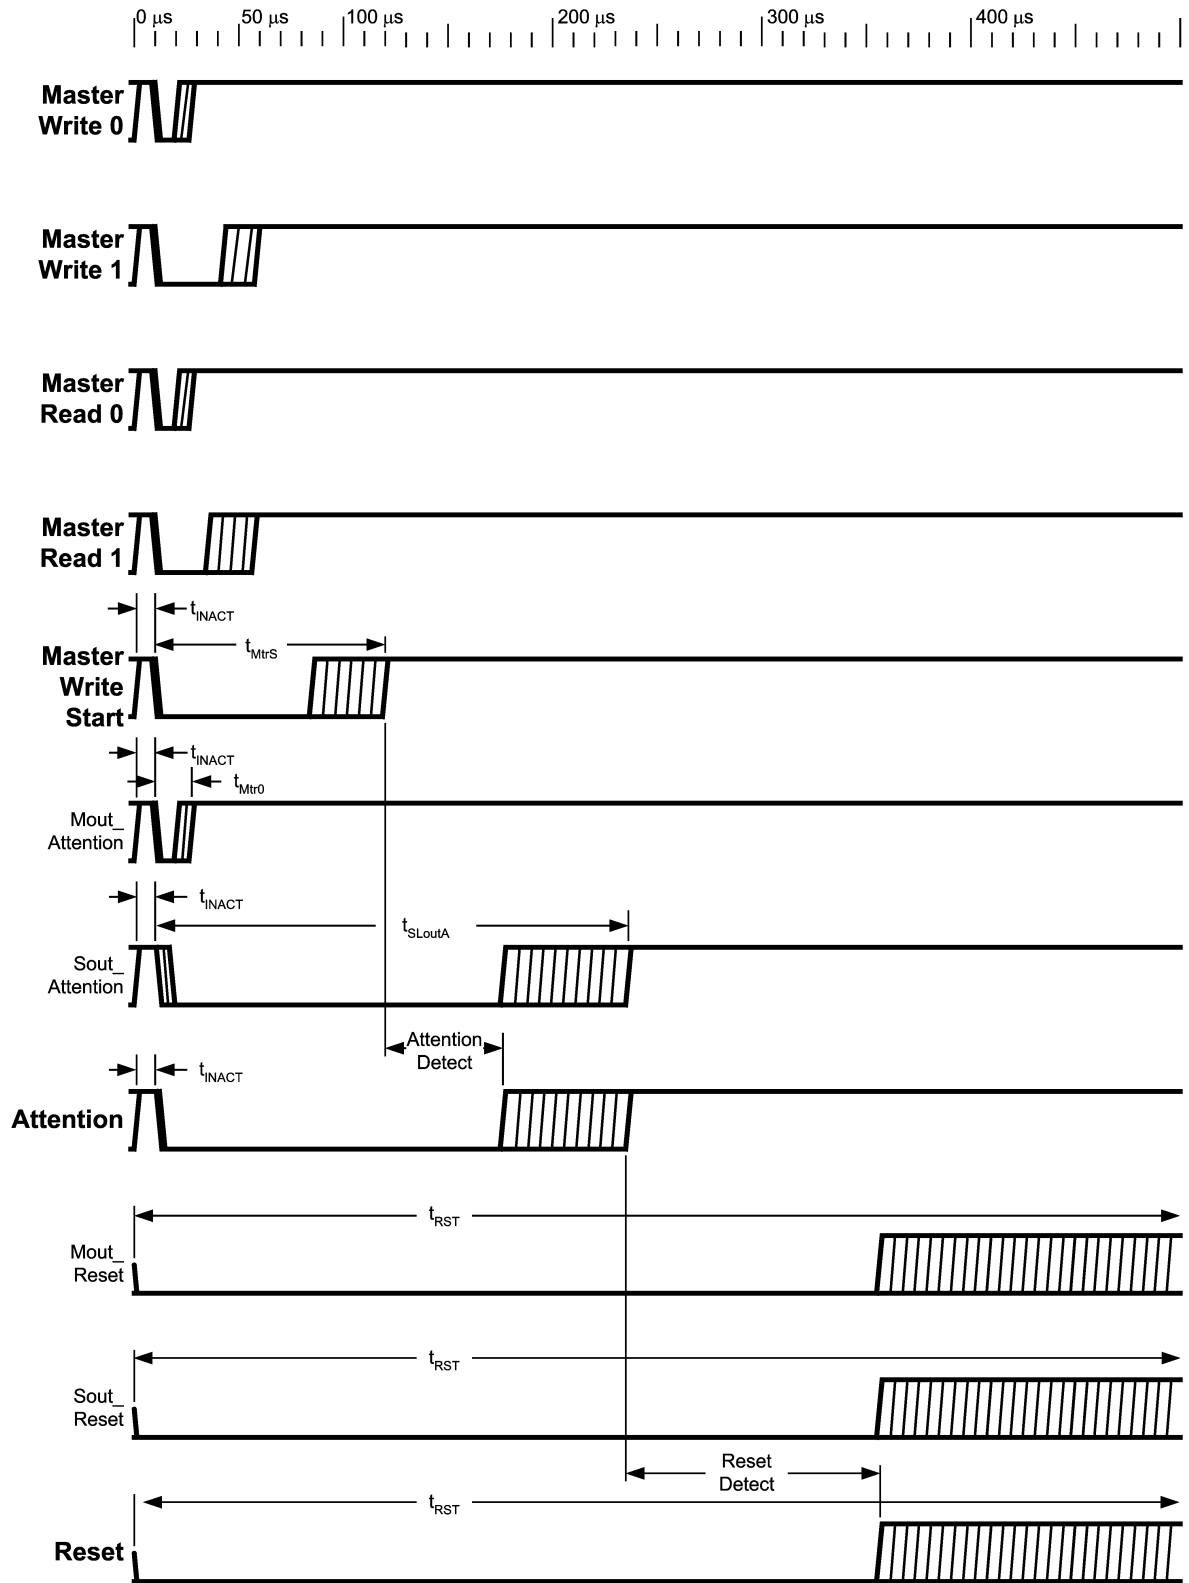 0 μs 50 μs 100 μs 200 μs 300 μs 400 μs
Master
Write 0
Master
Write 1
Master
Read 0
Master
Read 1
tINACT
tMtrS
Master
Write
Start
tINACT
tMtr0
Mout_
Attention
tINACT
tSLoutA
Sout_
Attention
Attention
Detect
tINACT
Attention
tRST
Mout_
Reset
tRST
Sout_
Reset
Reset
Detect
tRST
Reset